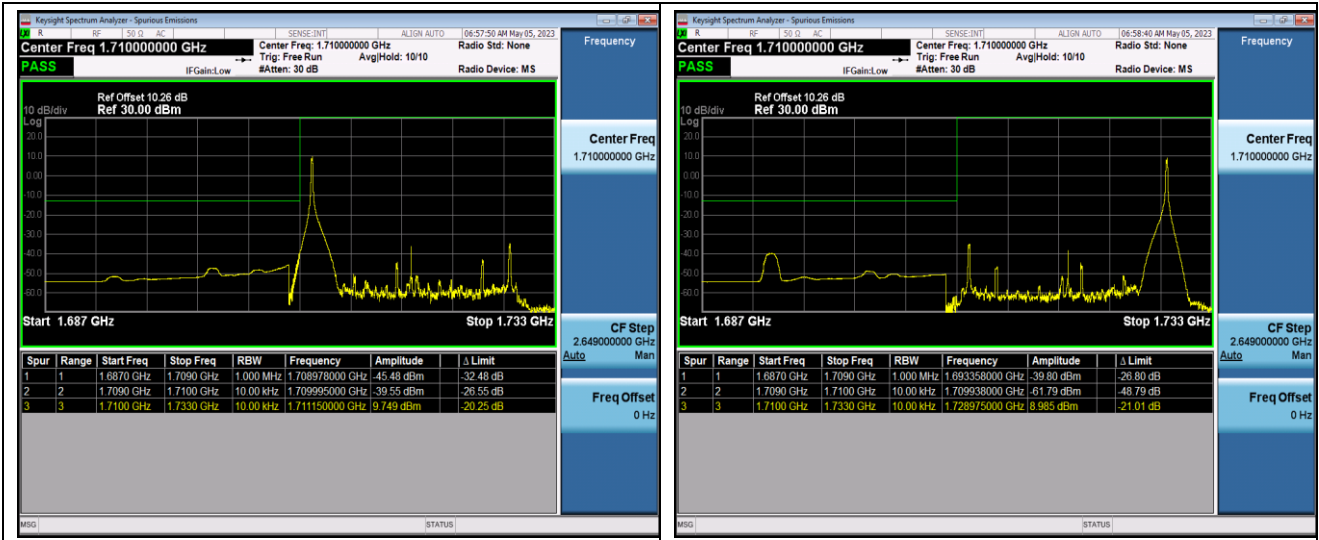 Keysight Spectrum Analyzer - Spurious Emissions
R RF 50 Ω AC SENSE:INT ALIGN AUTO 06:57:50 AM May 05, 2023
Center Freq 1.710000000 GHz Center Freq: 1.710000000 GHz Radio Std: None Frequency
Trig: Free Run Avg|Hold: 10/10
PASS IFGain:Low #Atten: 30 dB Radio Device: MS
Ref Offset 10.26 dB
10 dB/div Ref 30.00 dBm
Log
20.0
10.0
0.00
-10.0
-20.0
-30.0
-40.0
-50.0
-60.0
Start 1.687 GHz Stop 1.733 GHz
Center Freq
1.710000000 GHz
CF Step
2.649000000 GHz
Auto Man
Freq Offset
0 Hz
Spur Range Start Freq Stop Freq RBW Frequency Amplitude Δ Limit
1 1 1.6870 GHz 1.7090 GHz 1.000 MHz 1.708978000 GHz -45.48 dBm -32.48 dB
2 2 1.7090 GHz 1.7100 GHz 10.00 kHz 1.709995000 GHz -39.55 dBm -26.55 dB
3 3 1.7100 GHz 1.7330 GHz 10.00 kHz 1.711150000 GHz 9.749 dBm -20.25 dB
MSG STATUS
Keysight Spectrum Analyzer - Spurious Emissions
R RF 50 Ω AC SENSE:INT ALIGN AUTO 06:58:40 AM May 05, 2023
Center Freq 1.710000000 GHz Center Freq: 1.710000000 GHz Radio Std: None Frequency
Trig: Free Run Avg|Hold: 10/10
PASS IFGain:Low #Atten: 30 dB Radio Device: MS
Ref Offset 10.26 dB
10 dB/div Ref 30.00 dBm
Log
20.0
10.0
0.00
-10.0
-20.0
-30.0
-40.0
-50.0
-60.0
Start 1.687 GHz Stop 1.733 GHz
Center Freq
1.710000000 GHz
CF Step
2.649000000 GHz
Auto Man
Freq Offset
0 Hz
Spur Range Start Freq Stop Freq RBW Frequency Amplitude Δ Limit
1 1 1.6870 GHz 1.7090 GHz 1.000 MHz 1.693358000 GHz -39.80 dBm -26.80 dB
2 2 1.7090 GHz 1.7100 GHz 10.00 kHz 1.709938000 GHz -61.79 dBm -48.79 dB
3 3 1.7100 GHz 1.7330 GHz 10.00 kHz 1.728975000 GHz 8.985 dBm -21.01 dB
MSG STATUS